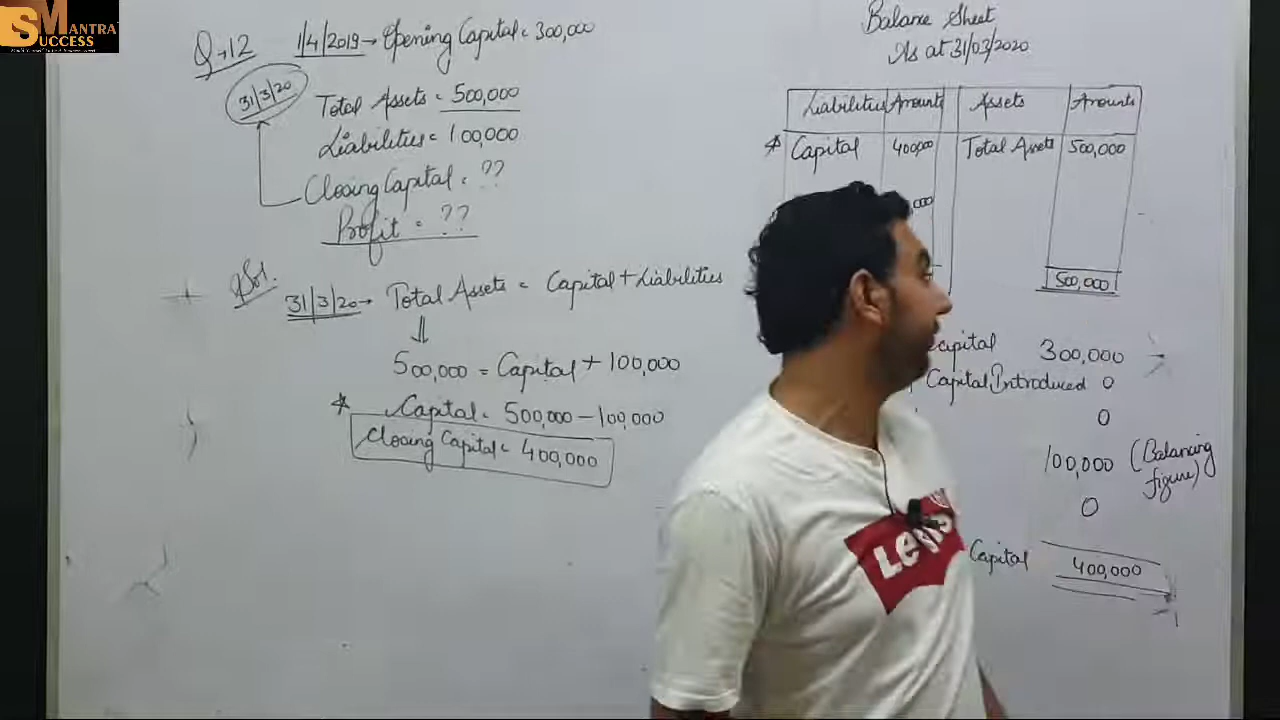 MANTRA
SUCCESS
Q→12 1/4/2019→ Opening Capital = 300,000
31/3/20
Total Assets = 500,000
Liabilities = 100,000
Closing Capital = ??
Profit = ??
Sol.
31/3/20→ Total Assets = Capital + Liabilities
⇓
500,000 = Capital + 100,000
* Capital = 500,000 – 100,000
Closing Capital = 400,000
Balance Sheet
As at 31/03/2020
Liabilities Amounts Assets Amounts
* Capital 400,000 Total Assets 500,000
500,000
capital 300,000
Capital Introduced 0
0
100,000 (Balancing
figure)
0
Capital 400,000
Levi's